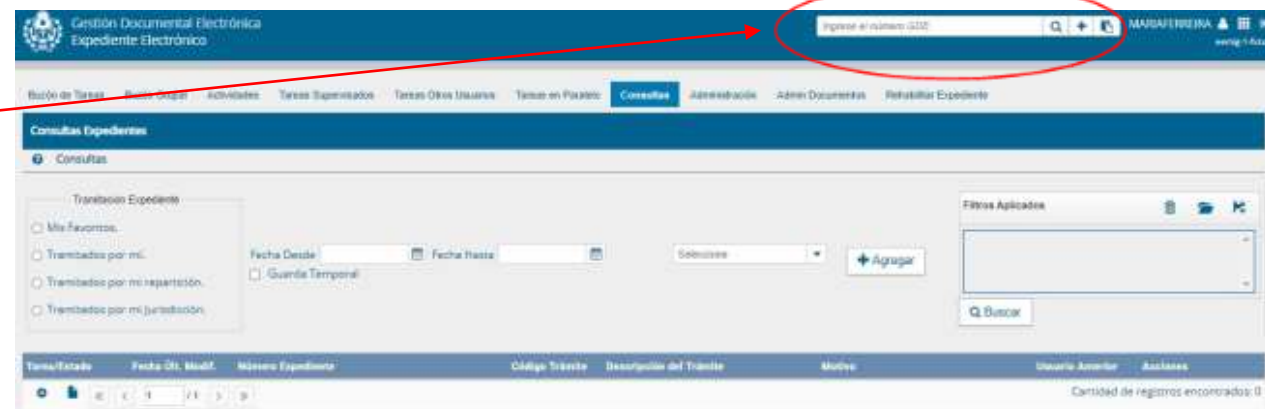 Gestión Documental Electrónica
Expediente Electrónico
Ingrese el número GDE
MARIAFERREIRA
Buzón de Tareas Buzón Grupal Actividades Tareas Supervisados Tareas Otros Usuarios Tareas en Paralelo Consultas Administración Admin Documentos Rehabilitar Expediente
Consultas Expedientes
Consultas
Tramitacion Expediente
Mis Favoritos.
Tramitados por mí.
Tramitados por mi repartición.
Tramitados por mi jurisdicción.
Fecha Desde Fecha Hasta
Guarda Temporal
Seleccione
Agregar
Filtros Aplicados
Buscar
Tarea/Estado Fecha Últ. Modif. Número Expediente Código Trámite Descripción del Trámite Motivo Usuario Anterior Acciones
1 / 1
Cantidad de registros encontrados: 0